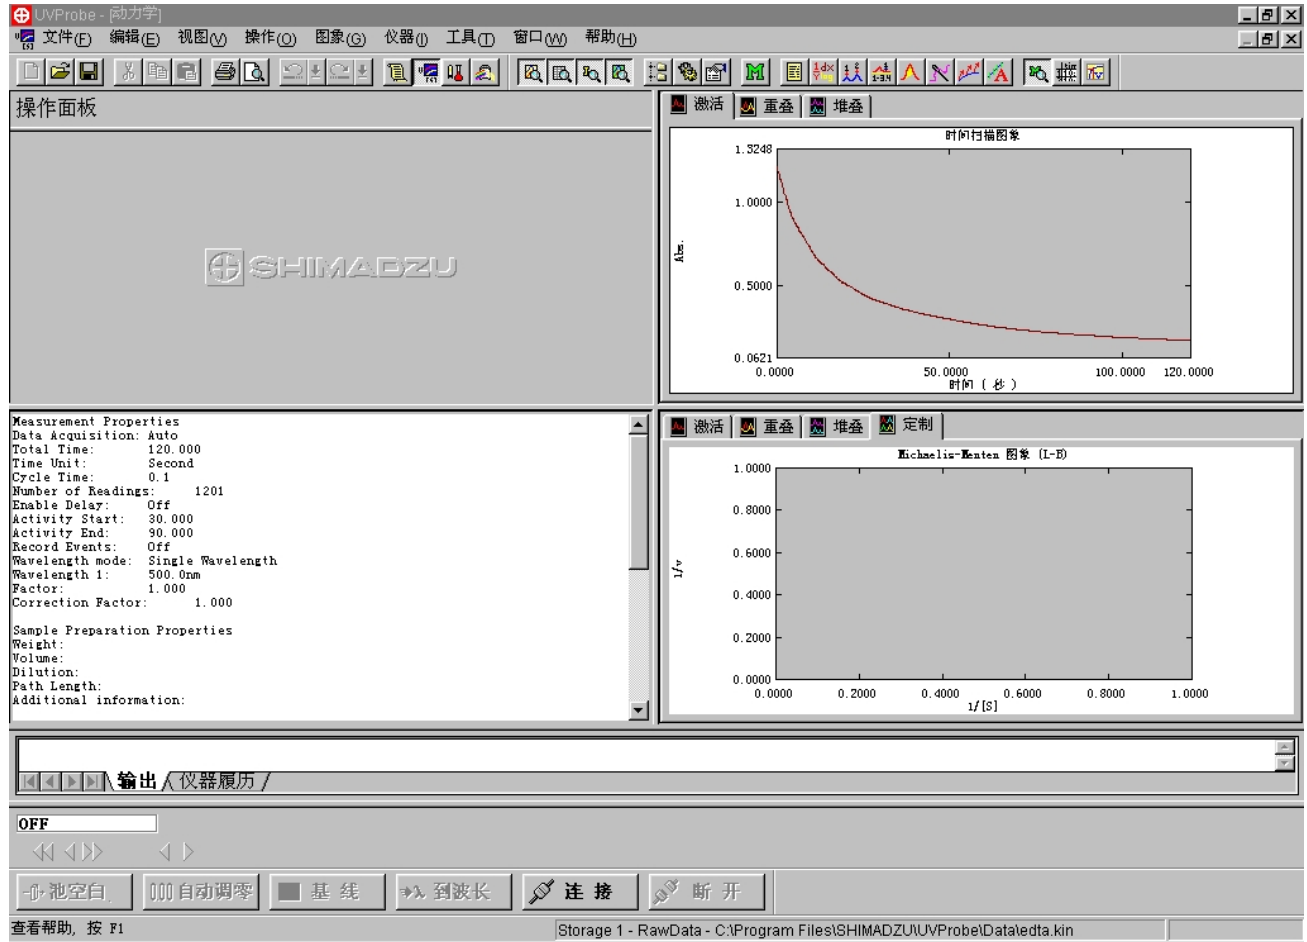 UVProbe - [动力学]
文件(F) 编辑(E) 视图(V) 操作(O) 图象(G) 仪器(I) 工具(T) 窗口(W) 帮助(H)
操作面板
SHIMADZU
激活 重叠 堆叠
时间扫描图象
1.3248
1.0000
Abs.
0.5000
0.0621
0.0000 50.0000 100.0000 120.0000
时间 ( 秒 )
Measurement Properties
Data Acquisition: Auto
Total Time: 120.000
Time Unit: Second
Cycle Time: 0.1
Number of Readings: 1201
Enable Delay: Off
Activity Start: 30.000
Activity End: 90.000
Record Events: Off
Wavelength mode: Single Wavelength
Wavelength 1: 500.0nm
Factor: 1.000
Correction Factor: 1.000
Sample Preparation Properties
Weight:
Volume:
Dilution:
Path Length:
Additional information:
激活 重叠 堆叠 定制
Michaelis-Menten 图象 (L-B)
1.0000
0.8000
0.6000
1/v
0.4000
0.2000
0.0000
0.0000 0.2000 0.4000 0.6000 0.8000 1.0000
1/[S]
输出 仪器履历
OFF
池空白 自动调零 基 线 到波长 连 接 断 开
查看帮助, 按 F1
Storage 1 - RawData - C:\Program Files\SHIMADZU\UVProbe\Data\edta.kin